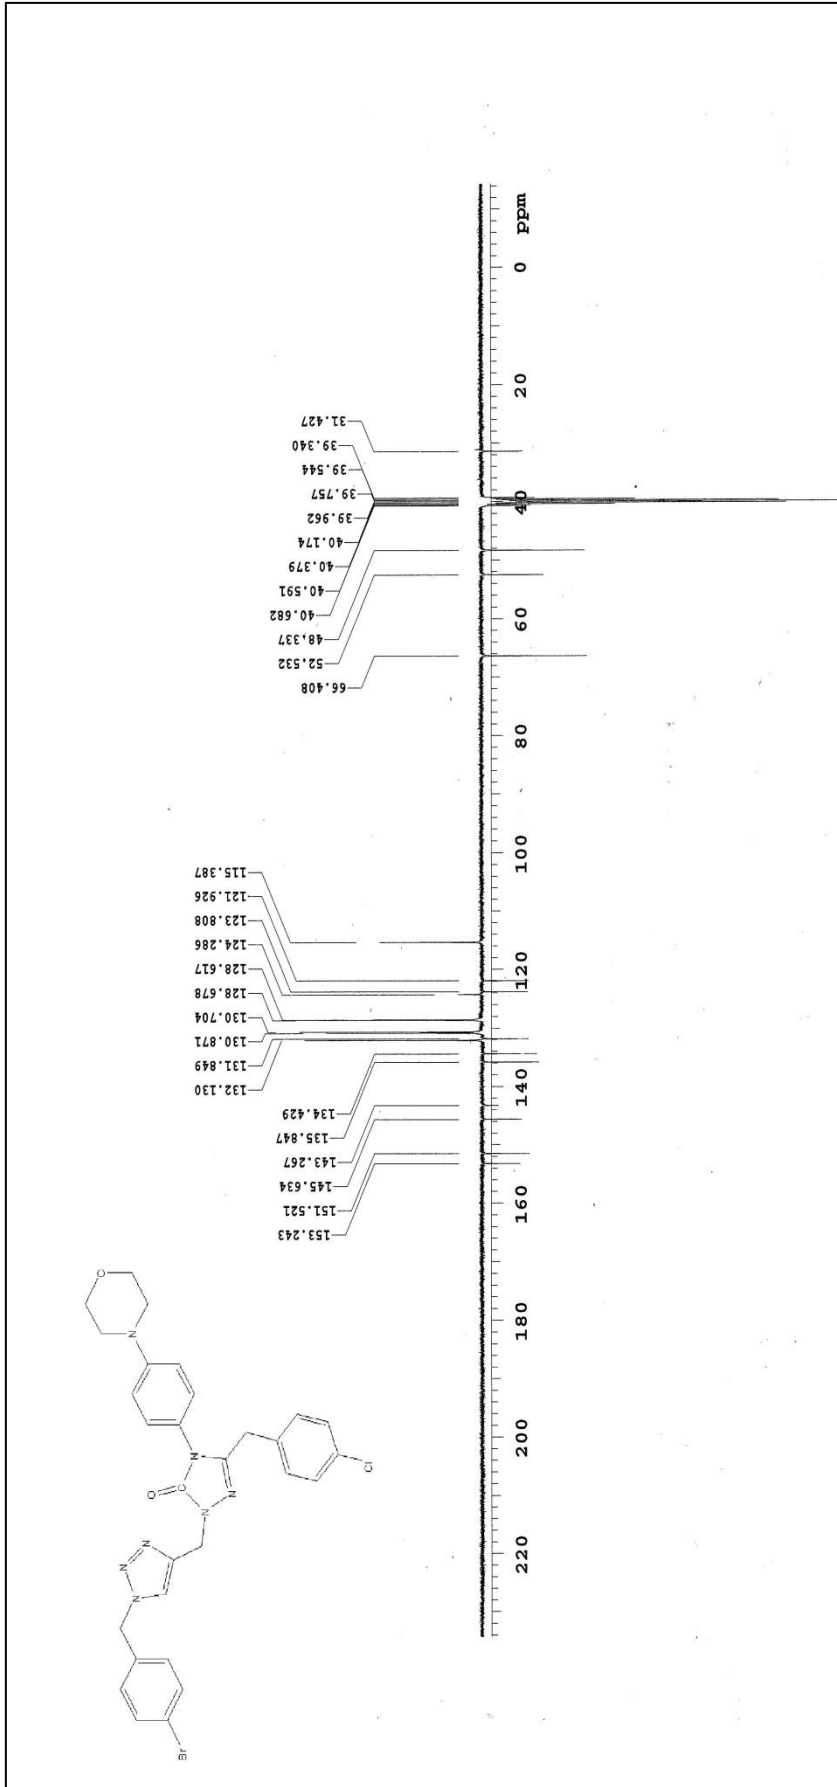 153.243
151.521
145.634
143.267
135.847
134.429
132.130
131.849
130.871
130.704
128.678
128.617
124.286
123.808
121.926
115.387
66.408
52.532
48.337
40.682
40.591
40.379
40.174
39.962
39.757
39.544
39.340
31.427
220 200 180 160 140 120 100 80 60 40 20 0 ppm
Br
N
N
N
N
N
N
O
C
Cl
N
O